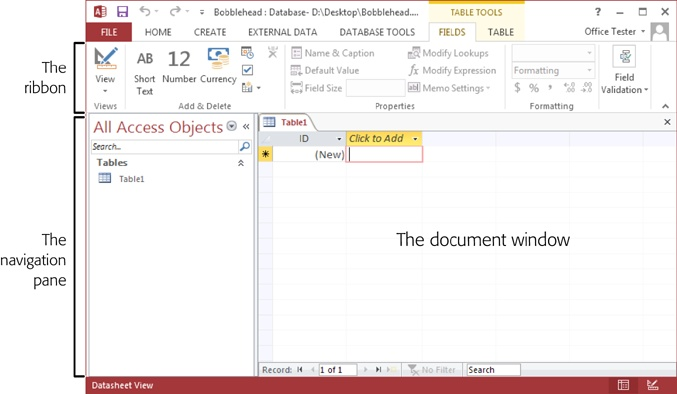 Bobblehead : Database- D:\Desktop\Bobblehead....
TABLE TOOLS
?
FILE HOME CREATE EXTERNAL DATA DATABASE TOOLS FIELDS TABLE Office Tester
The ribbon
View
Views
AB Short Text
12 Number
Currency
Add & Delete
Name & Caption
Default Value
Field Size
Modify Lookups
fx Modify Expression
ab Memo Settings
Properties
Formatting
$ % ,
Formatting
Field Validation
All Access Objects
Search...
Tables
Table1
Table1
ID Click to Add
(New)
The navigation pane
The document window
Record: 1 of 1 No Filter Search
Datasheet View